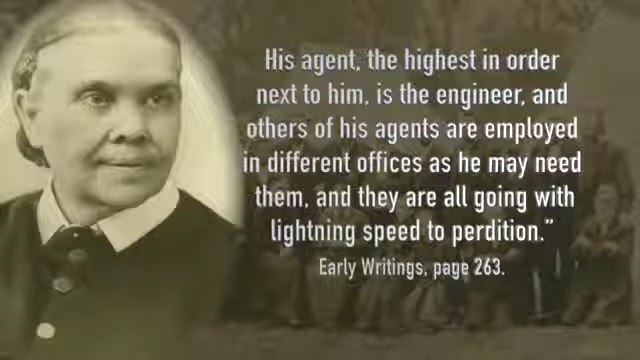 His agent, the highest in order
next to him, is the engineer, and
others of his agents are employed
in different offices as he may need
them, and they are all going with
lightning speed to perdition.”
Early Writings, page 263.